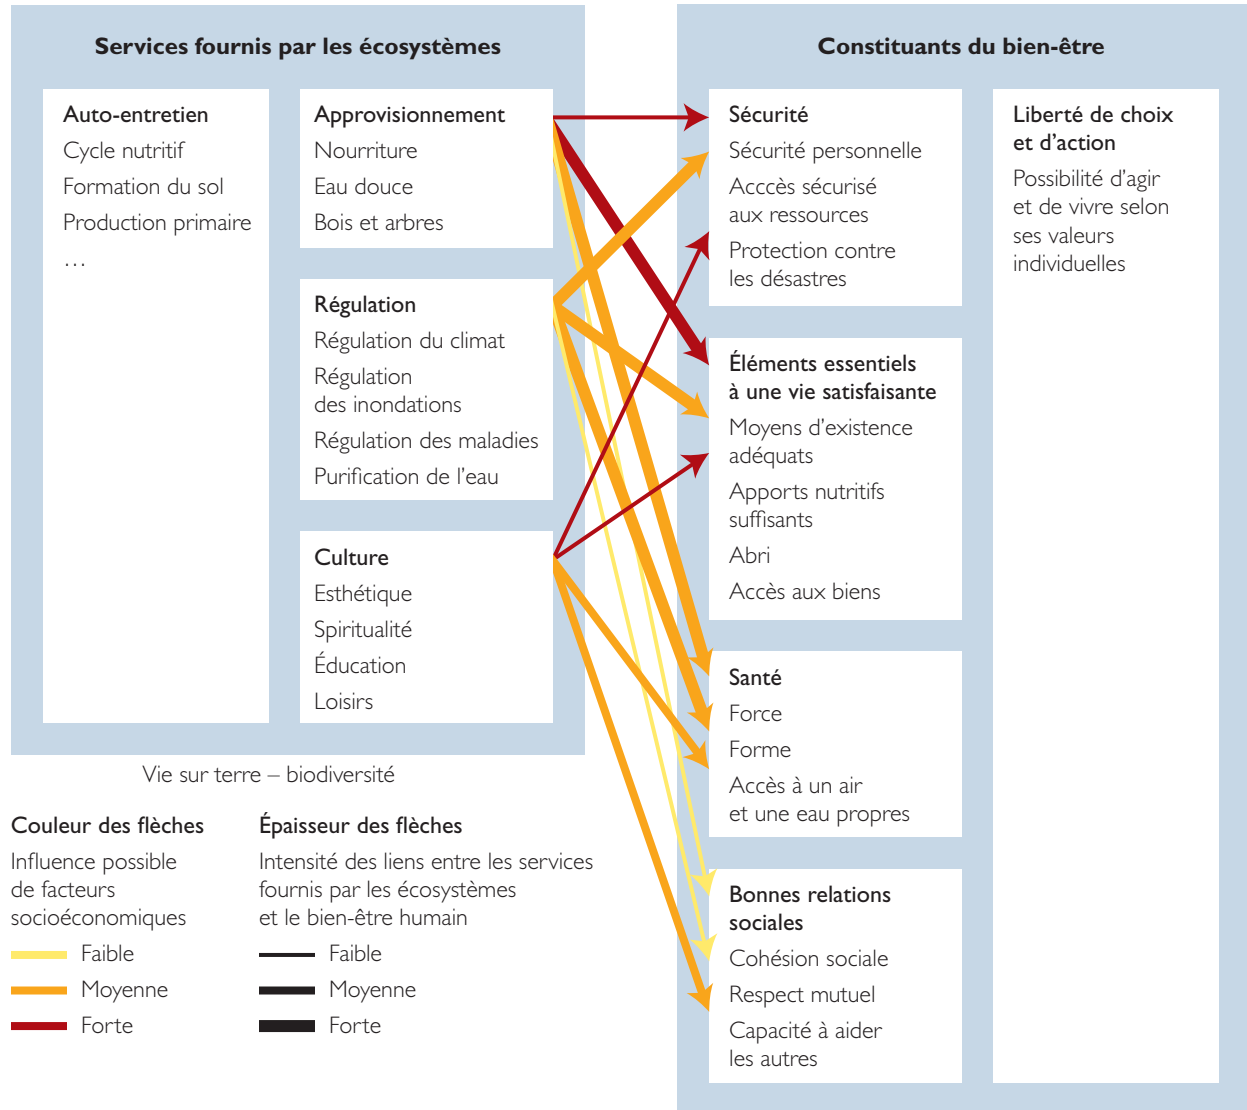 Services fournis par les écosystèmes
Auto-entretien
Cycle nutritif
Formation du sol
Production primaire
…
Approvisionnement
Nourriture
Eau douce
Bois et arbres
Régulation
Régulation du climat
Régulation
des inondations
Régulation des maladies
Purification de l’eau
Culture
Esthétique
Spiritualité
Éducation
Loisirs
Vie sur terre – biodiversité
Constituants du bien-être
Sécurité
Sécurité personnelle
Acccès sécurisé
aux ressources
Protection contre
les désastres
Éléments essentiels
à une vie satisfaisante
Moyens d’existence
adéquats
Apports nutritifs
suffisants
Abri
Accès aux biens
Santé
Force
Forme
Accès à un air
et une eau propres
Bonnes relations
sociales
Cohésion sociale
Respect mutuel
Capacité à aider
les autres
Liberté de choix
et d’action
Possibilité d’agir
et de vivre selon
ses valeurs
individuelles
Couleur des flèches
Influence possible
de facteurs
socioéconomiques
Faible
Moyenne
Forte
Épaisseur des flèches
Intensité des liens entre les services
fournis par les écosystèmes
et le bien-être humain
Faible
Moyenne
Forte